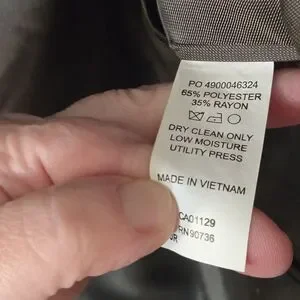 PO 4900046324
65% POLYESTER
35% RAYON
DRY CLEAN ONLY
LOW MOISTURE
UTILITY PRESS
MADE IN VIETNAM
CA01129
RN 90736